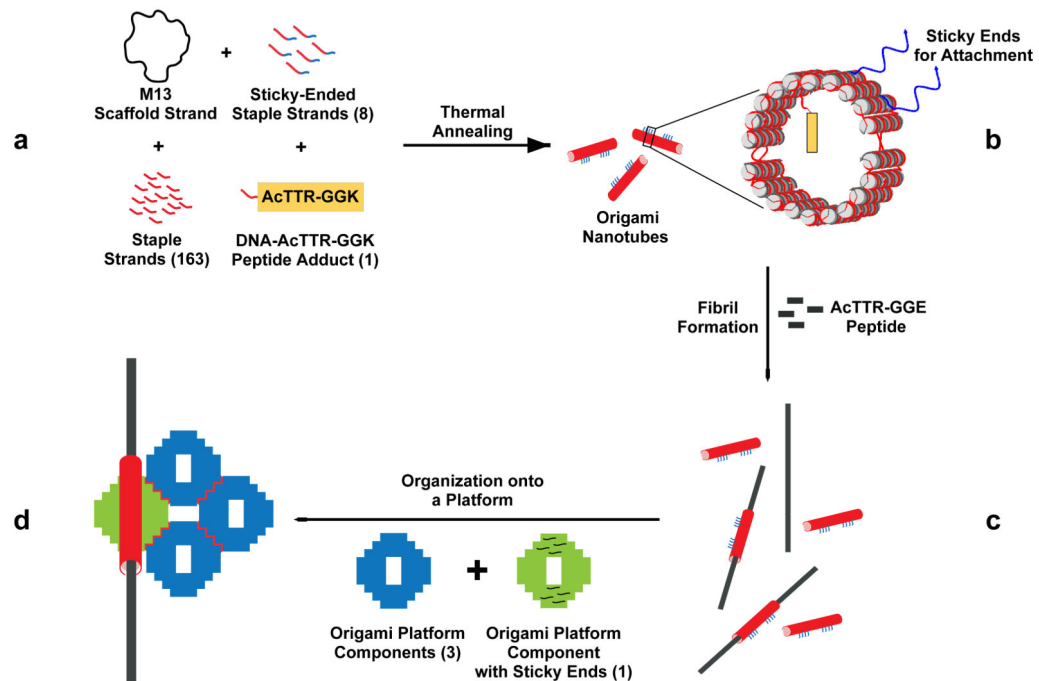 a
M13
Scaffold Strand
+
Sticky-Ended
Staple Strands (8)
+
+
Staple
Strands (163)
AcTTR-GGK
DNA-AcTTR-GGK
Peptide Adduct (1)
Thermal
Annealing
Origami
Nanotubes
Sticky Ends
for Attachment
b
Fibril
Formation
AcTTR-GGE
Peptide
c
Organization onto
a Platform
+
Origami Platform
Components (3)
Origami Platform
Component
with Sticky Ends (1)
d